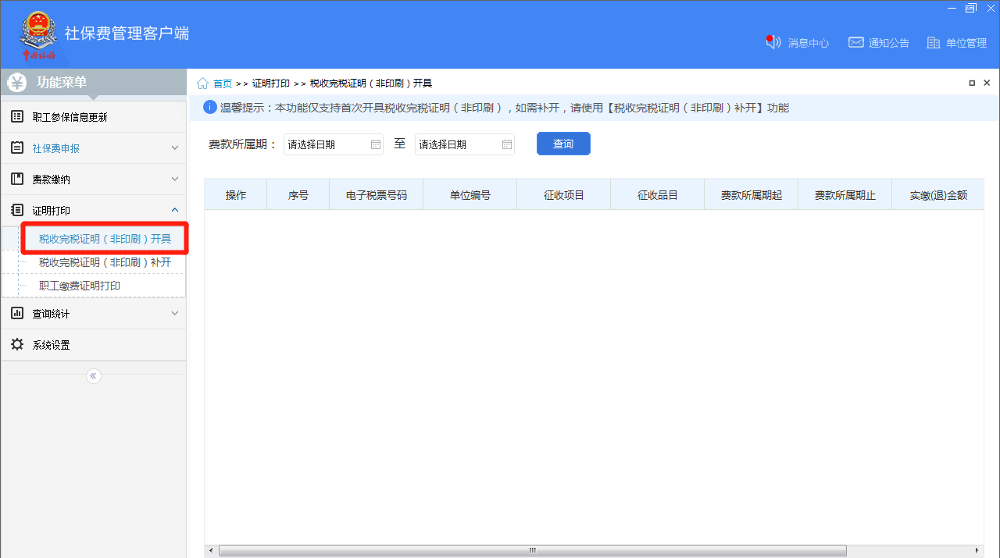 社保费管理客户端
中国税务
消息中心
通知公告
单位管理
功能菜单
职工参保信息更新
社保费申报
费款缴纳
证明打印
税收完税证明（非印刷）开具
税收完税证明（非印刷）补开
职工缴费证明打印
查询统计
系统设置
首页 >> 证明打印 >> 税收完税证明（非印刷）开具
温馨提示：本功能仅支持首次开具税收完税证明（非印刷），如需补开，请使用【税收完税证明（非印刷）补开】功能
费款所属期： 请选择日期 至 请选择日期 查询
操作 序号 电子税票号码 单位编号 征收项目 征收品目 费款所属期起 费款所属期止 实缴(退)金额